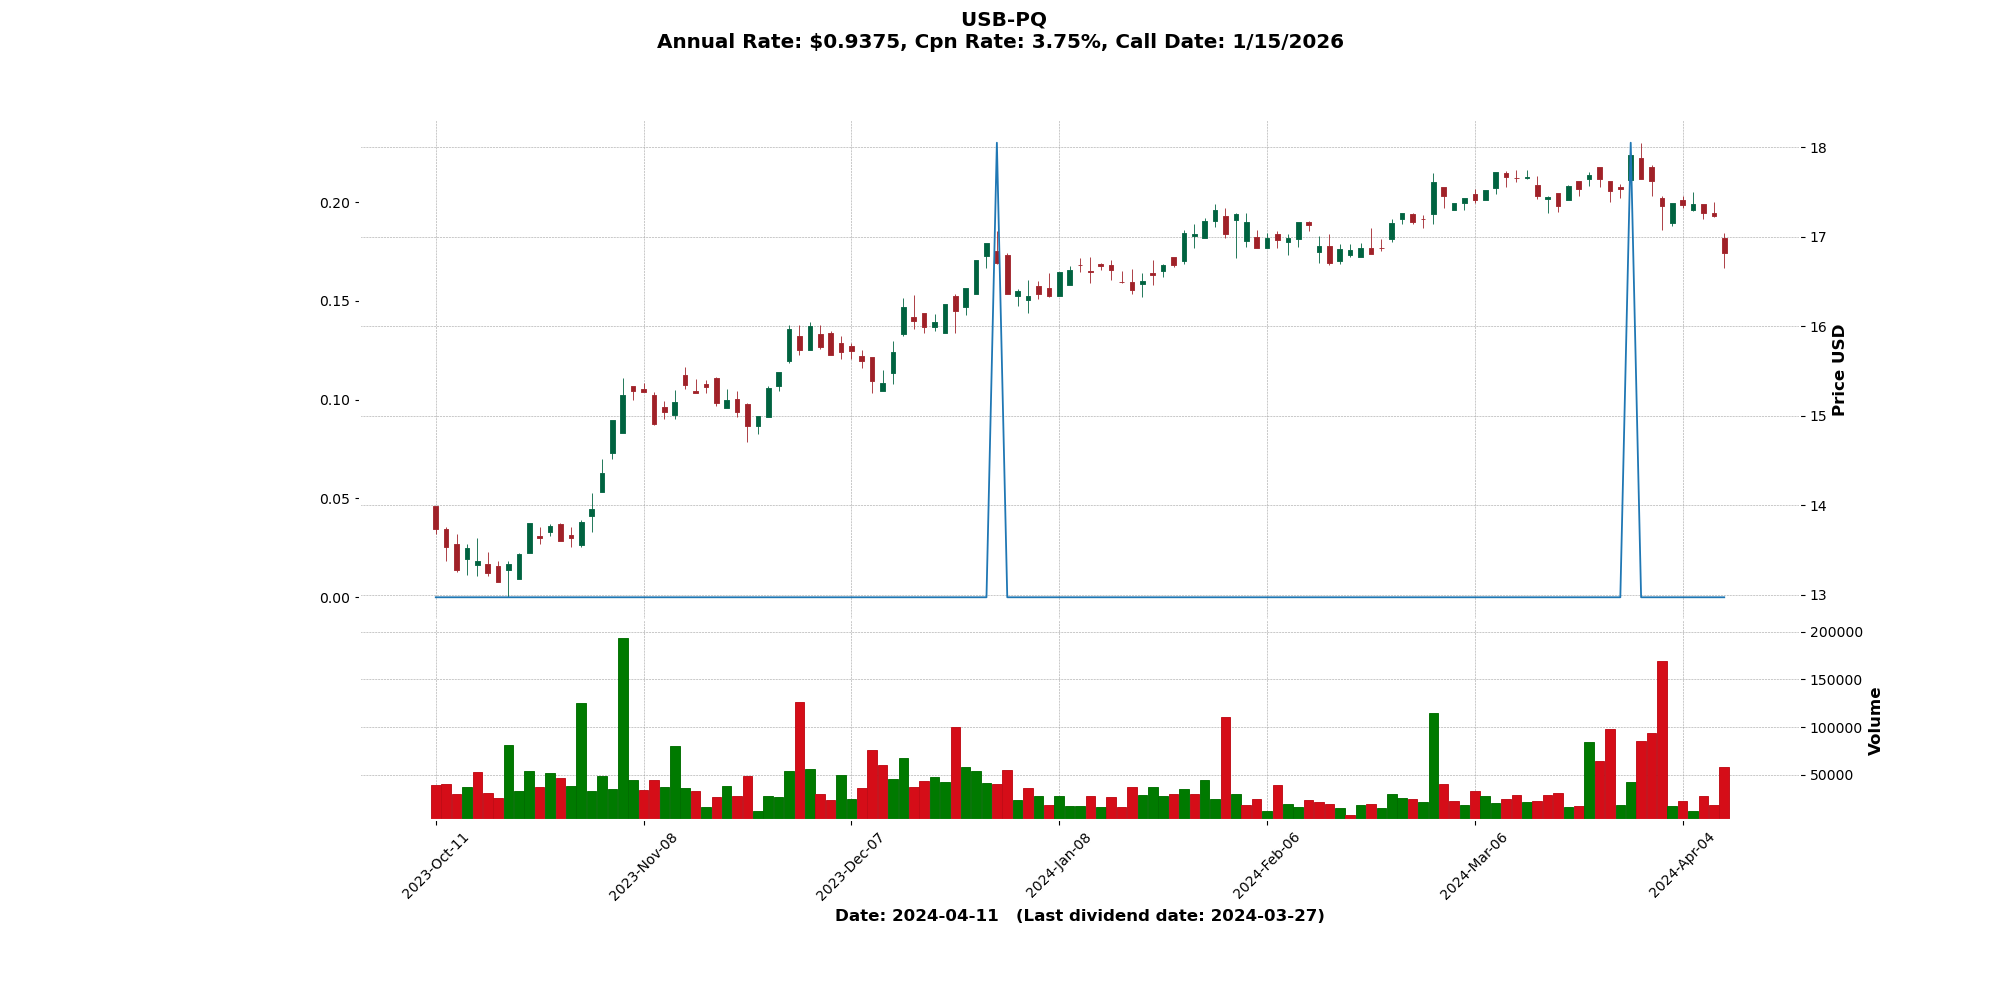 USB-PQ
Annual Rate: $0.9375, Cpn Rate: 3.75%, Call Date: 1/15/2026
0.20
0.15
0.10
0.05
0.00
18
17
16
15
14
13
Price USD
200000
150000
100000
50000
Volume
2023-Oct-11
2023-Nov-08
2023-Dec-07
2024-Jan-08
2024-Feb-06
2024-Mar-06
2024-Apr-04
Date: 2024-04-11   (Last dividend date: 2024-03-27)